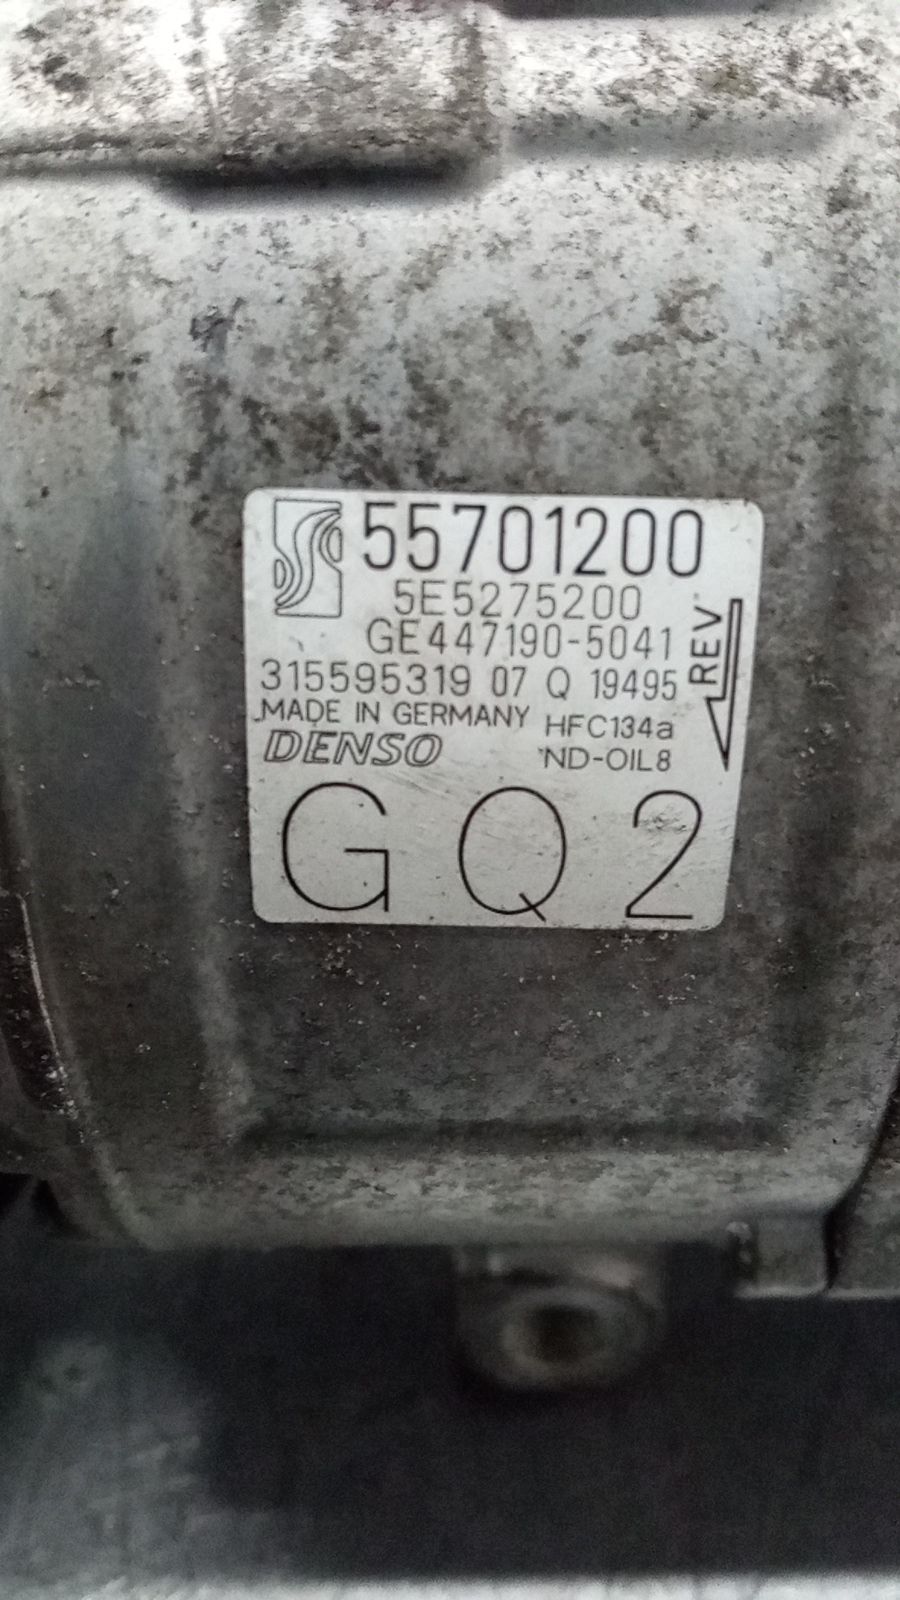 55701200
5E5275200
GE447190-5041
315595319 07 Q 19495
REV
MADE IN GERMANY HFC134a
DENSO ND-OIL8
GQ2